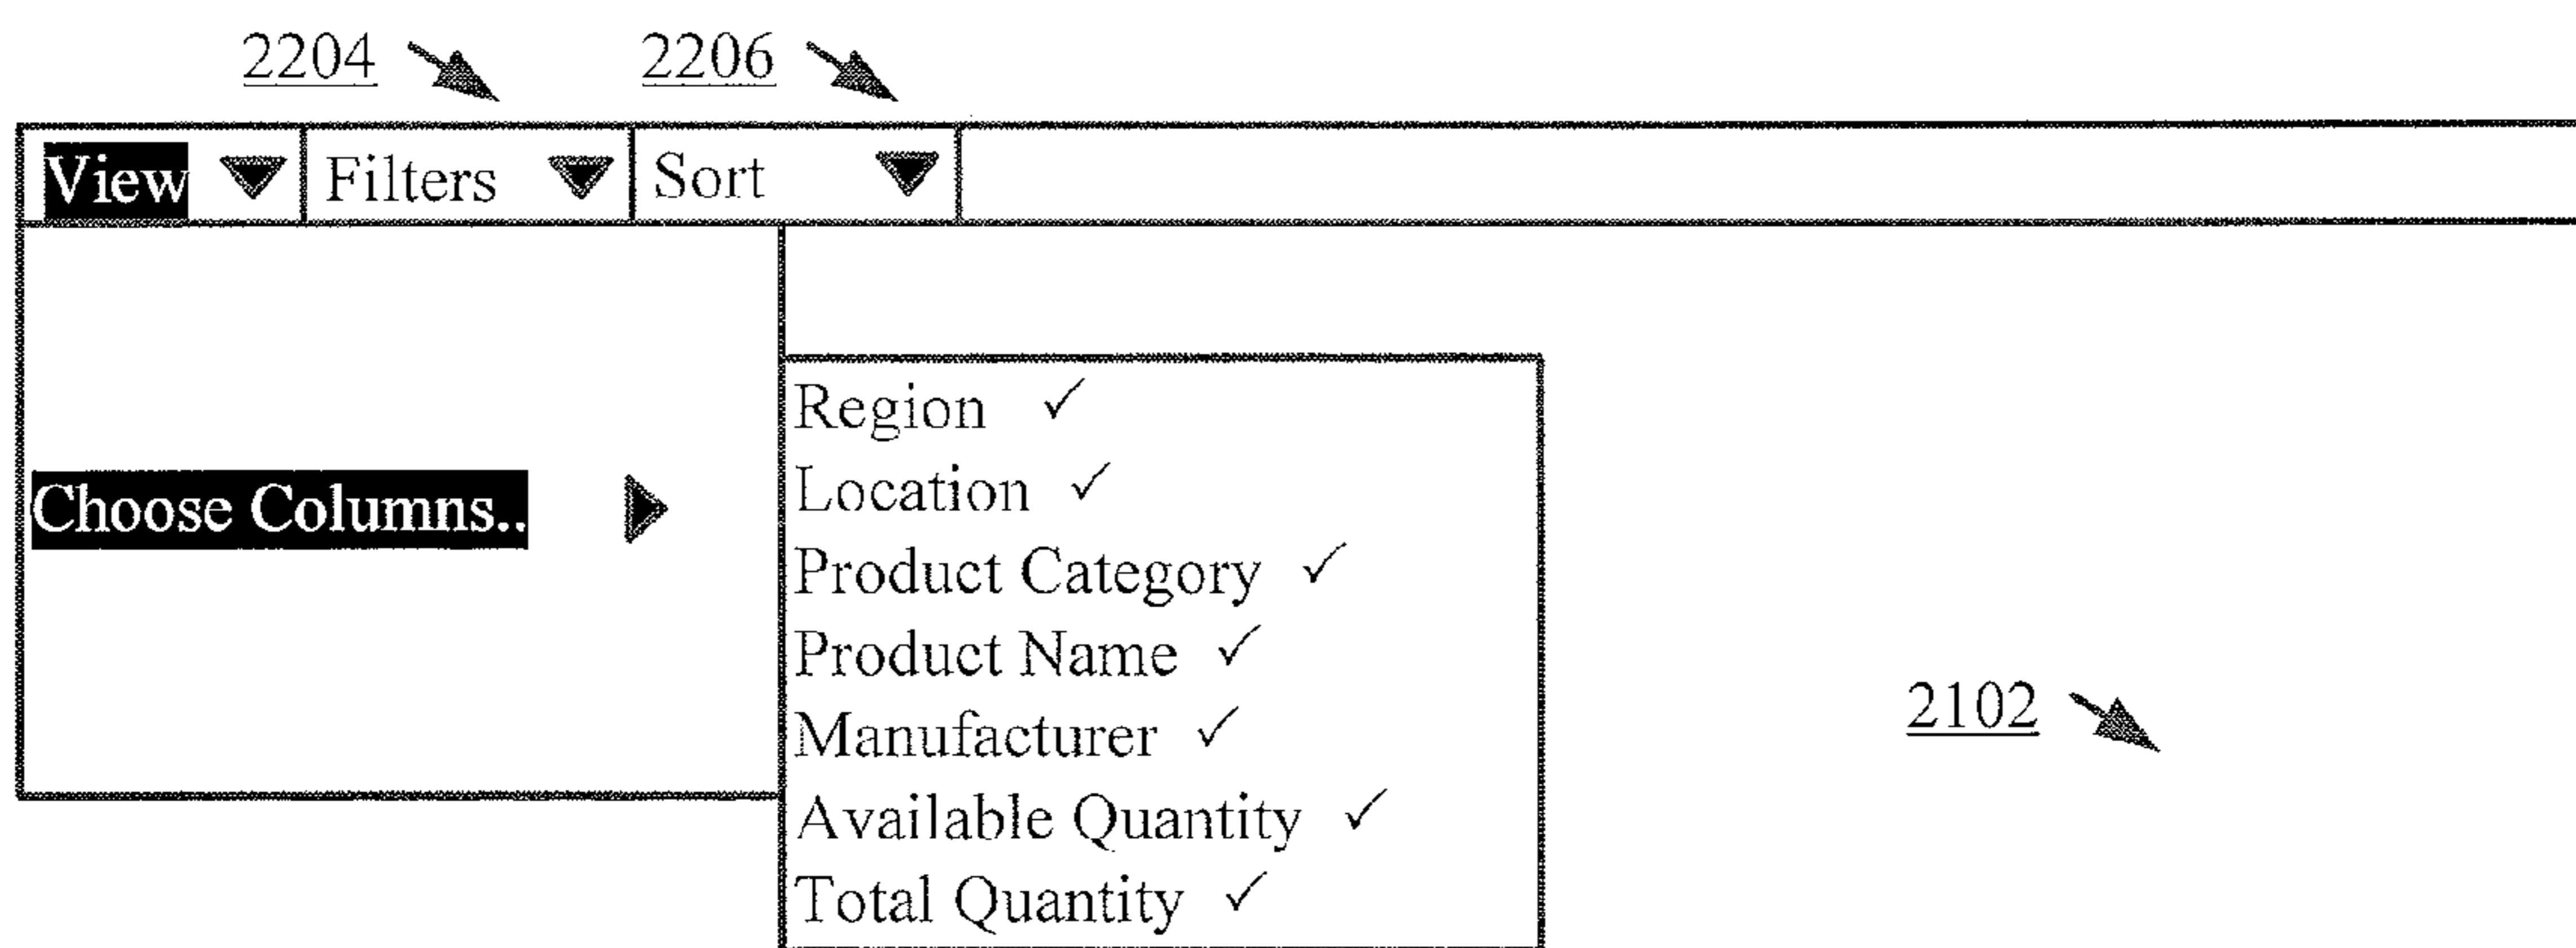 2204 2206
View Filters Sort
Region ✓
Location ✓
Choose Columns..
Product Category ✓
Product Name ✓
Manufacturer ✓
2102
Available Quantity ✓
Total Quantity ✓